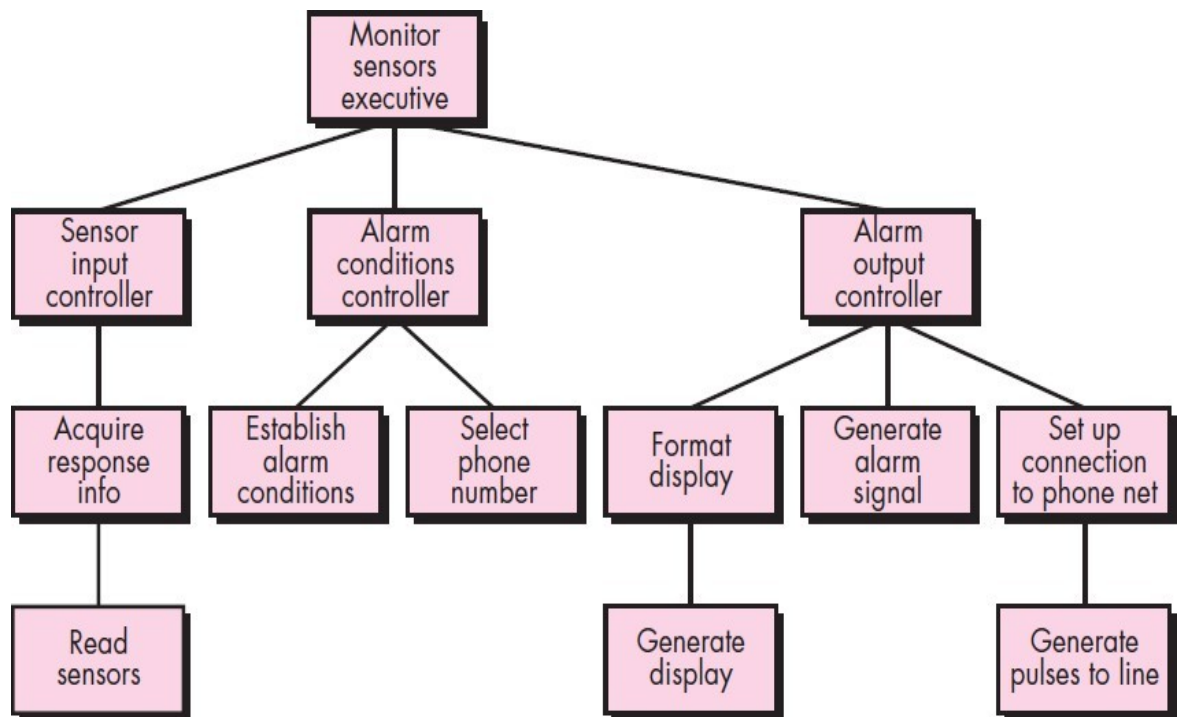 Monitor
sensors
executive
Sensor
input
controller
Alarm
conditions
controller
Alarm
output
controller
Acquire
response
info
Establish
alarm
conditions
Select
phone
number
Format
display
Generate
alarm
signal
Set up
connection
to phone net
Read
sensors
Generate
display
Generate
pulses to line